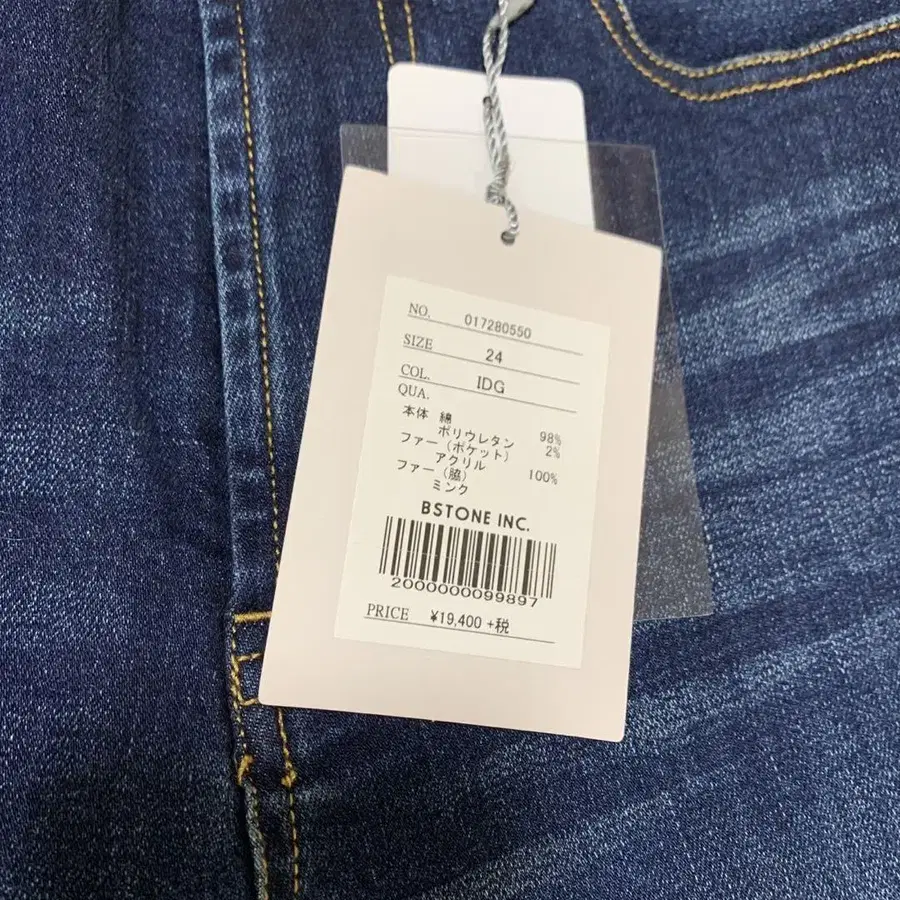 NO. 017280550
SIZE 24
COL. IDG
QUA.
本体 綿 98%
ポリウレタン 2%
ファー(ポケット)
アクリル 100%
ファー(脇)
ミンク
BSTONE INC.
2000000099897
PRICE ¥19,400 +税